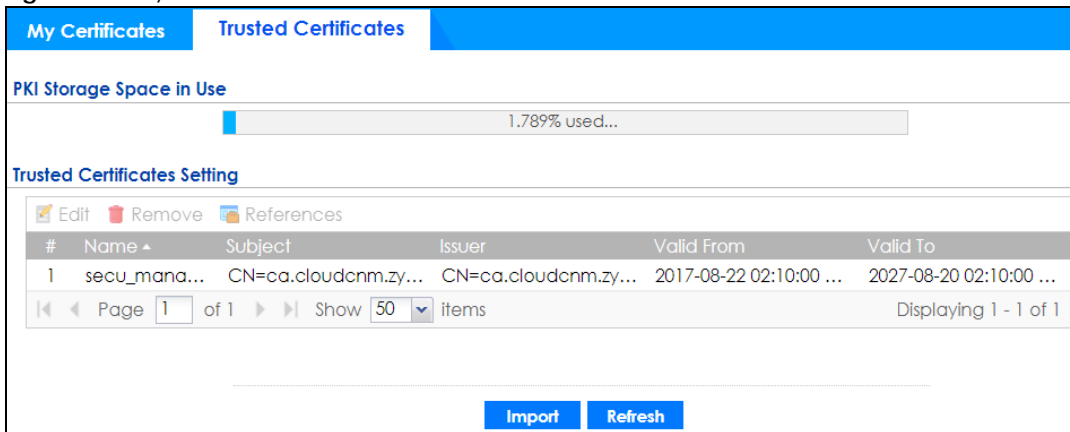 My Certificates Trusted Certificates
PKI Storage Space in Use
1.789% used...
Trusted Certificates Setting
Edit Remove References
# Name Subject Issuer Valid From Valid To
1 secu_mana... CN=ca.cloudcnm.zy... CN=ca.cloudcnm.zy... 2017-08-22 02:10:00 ... 2027-08-20 02:10:00 ...
Page 1 of 1 Show 50 items Displaying 1 - 1 of 1
Import Refresh